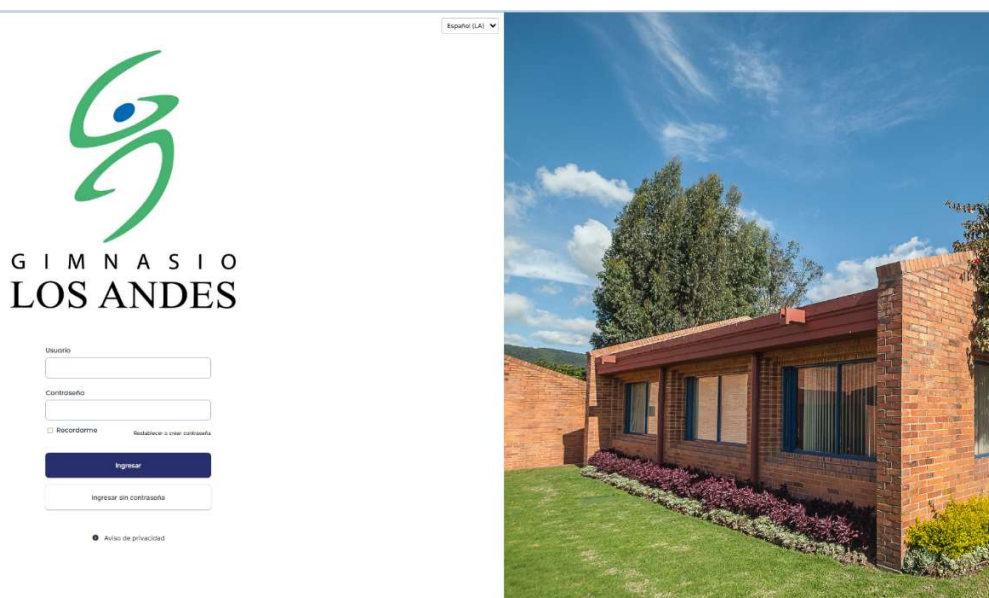 Español (LA)
GIMNASIO
LOS ANDES
Usuario
Contraseña
Recordarme
Restablecer o crear contraseña
Ingresar
Ingresar sin contraseña
Aviso de privacidad